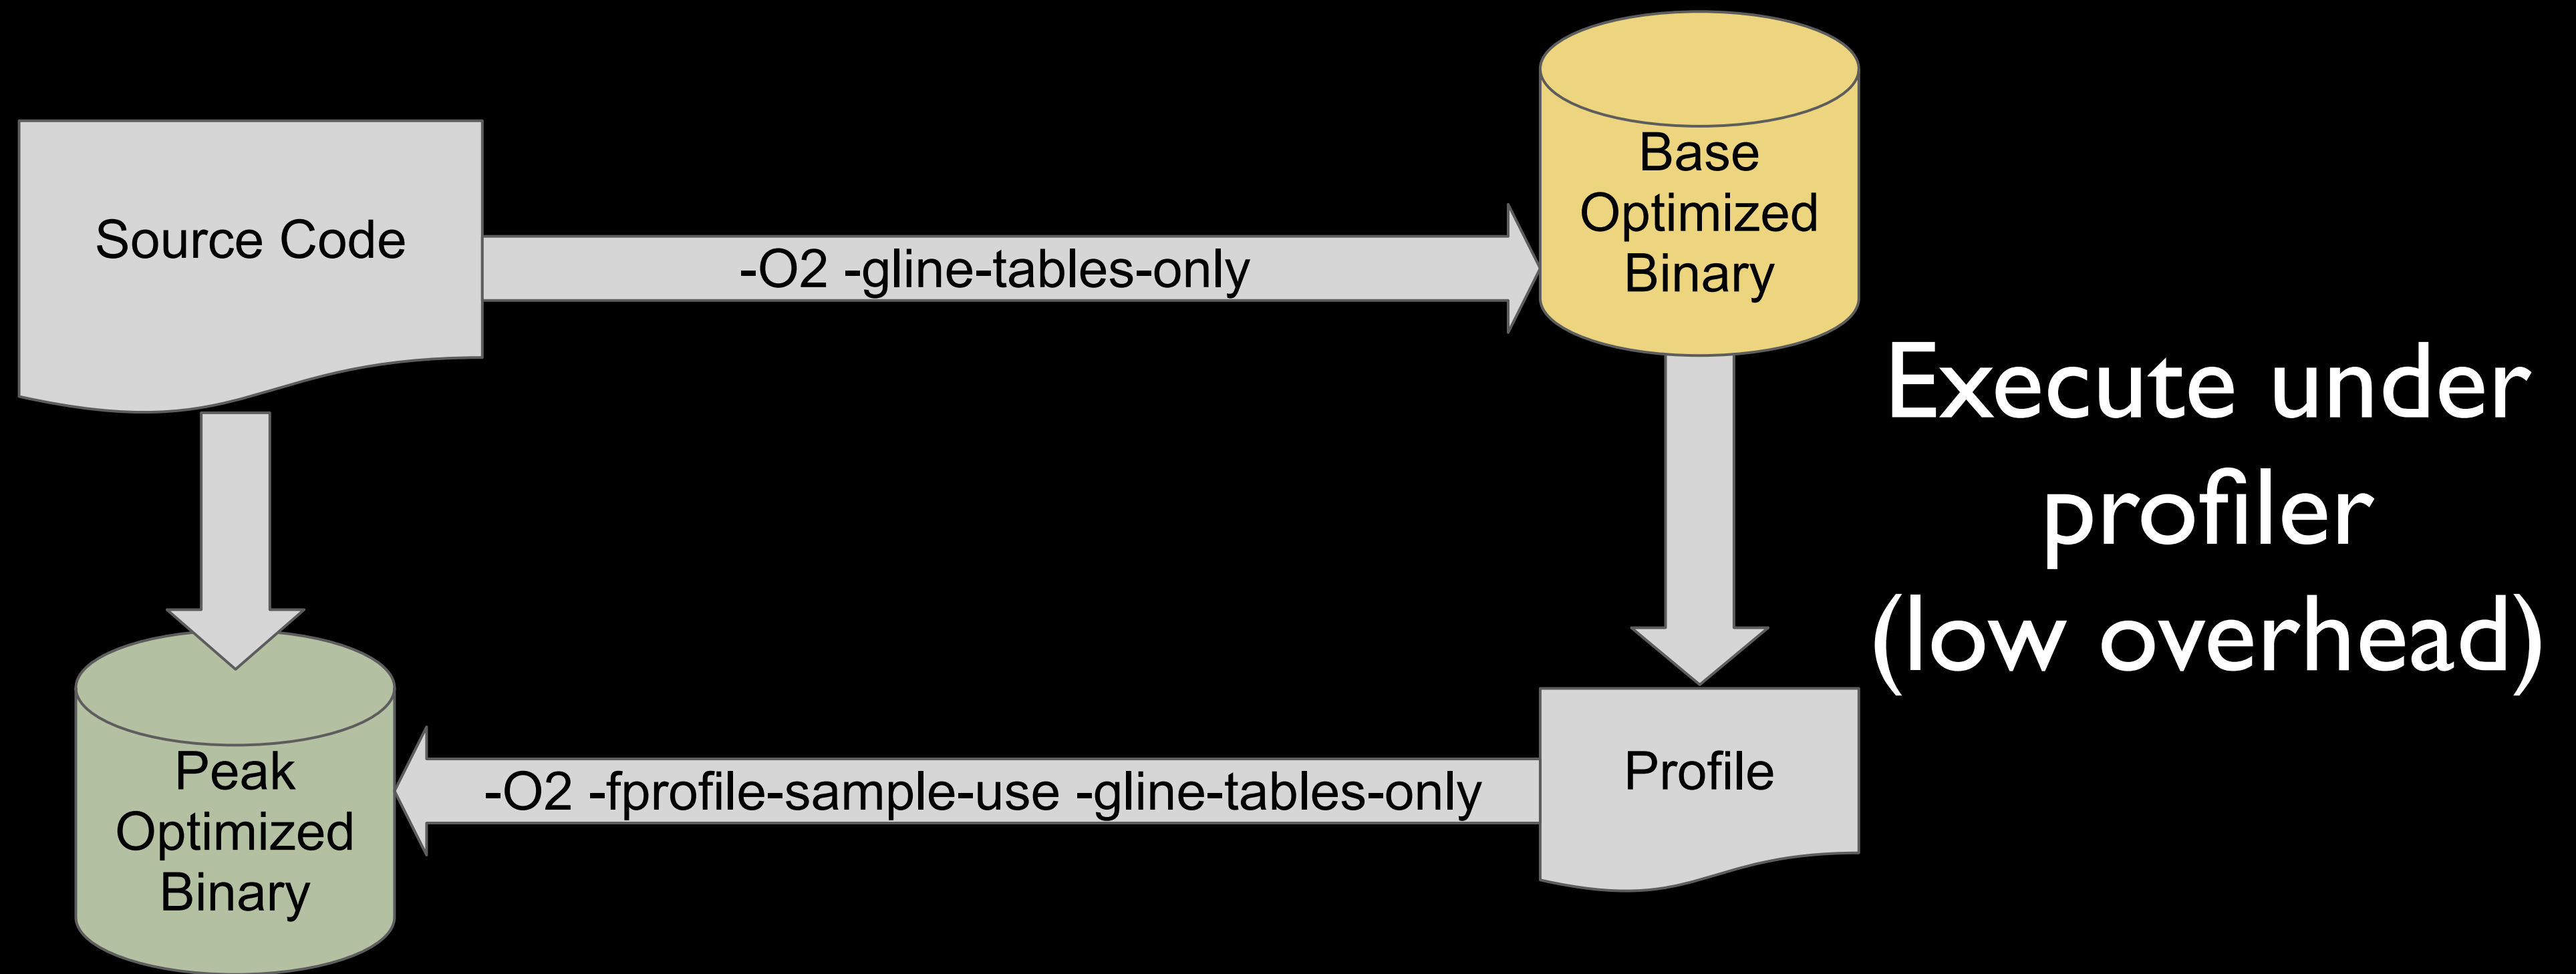 Source Code
-O2 -gline-tables-only
Base
Optimized
Binary
Execute under
profiler
(low overhead)
Peak
Optimized
Binary
-O2 -fprofile-sample-use -gline-tables-only
Profile